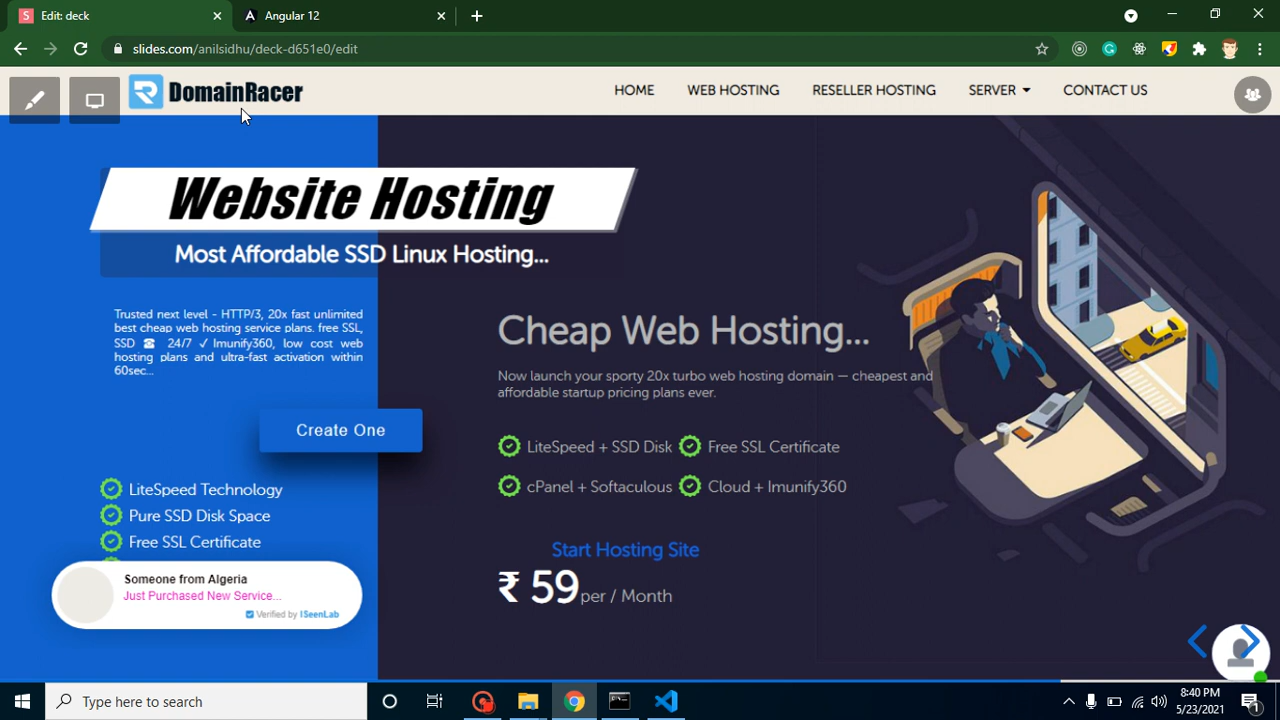 Edit: deck
Angular 12
slides.com/anilsidhu/deck-d651e0/edit
DomainRacer
HOME
WEB HOSTING
RESELLER HOSTING
SERVER
CONTACT US
Website Hosting
Most Affordable SSD Linux Hosting...
Trusted next level - HTTP/3, 20x fast unlimited
best cheap web hosting service plans. free SSL,
SSD ☎ 24/7 ✓ Imunify360, low cost web
hosting plans and ultra-fast activation within
60sec...
Create One
LiteSpeed Technology
Pure SSD Disk Space
Free SSL Certificate
Someone from Algeria
Just Purchased New Service...
Verified by ISeenLab
Cheap Web Hosting...
Now launch your sporty 20x turbo web hosting domain — cheapest and
affordable startup pricing plans ever.
LiteSpeed + SSD Disk
Free SSL Certificate
cPanel + Softaculous
Cloud + Imunify360
Start Hosting Site
₹ 59 per / Month
Type here to search
8:40 PM
5/23/2021
1